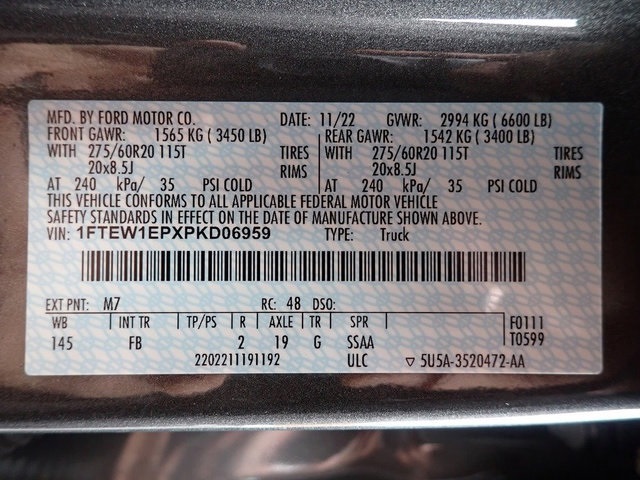 MFD. BY FORD MOTOR CO. DATE: 11/22 GVWR: 2994 KG ( 6600 LB)
FRONT GAWR: 1565 KG ( 3450 LB) REAR GAWR: 1542 KG ( 3400 LB)
WITH 275/60R20 115T TIRES WITH 275/60R20 115T TIRES
20x8.5J RIMS 20x8.5J RIMS
AT 240 kPa/ 35 PSI COLD AT 240 kPa/ 35 PSI COLD
THIS VEHICLE CONFORMS TO ALL APPLICABLE FEDERAL MOTOR VEHICLE
SAFETY STANDARDS IN EFFECT ON THE DATE OF MANUFACTURE SHOWN ABOVE.
VIN: 1FTEW1EPXPKD06959 TYPE: Truck
EXT PNT: M7 RC: 48 DSO:
WB INT TR TP/PS R AXLE TR SPR F0111
145 FB 2 19 G SSAA T0599
2202211191192 ULC ▽ 5U5A-3520472-AA